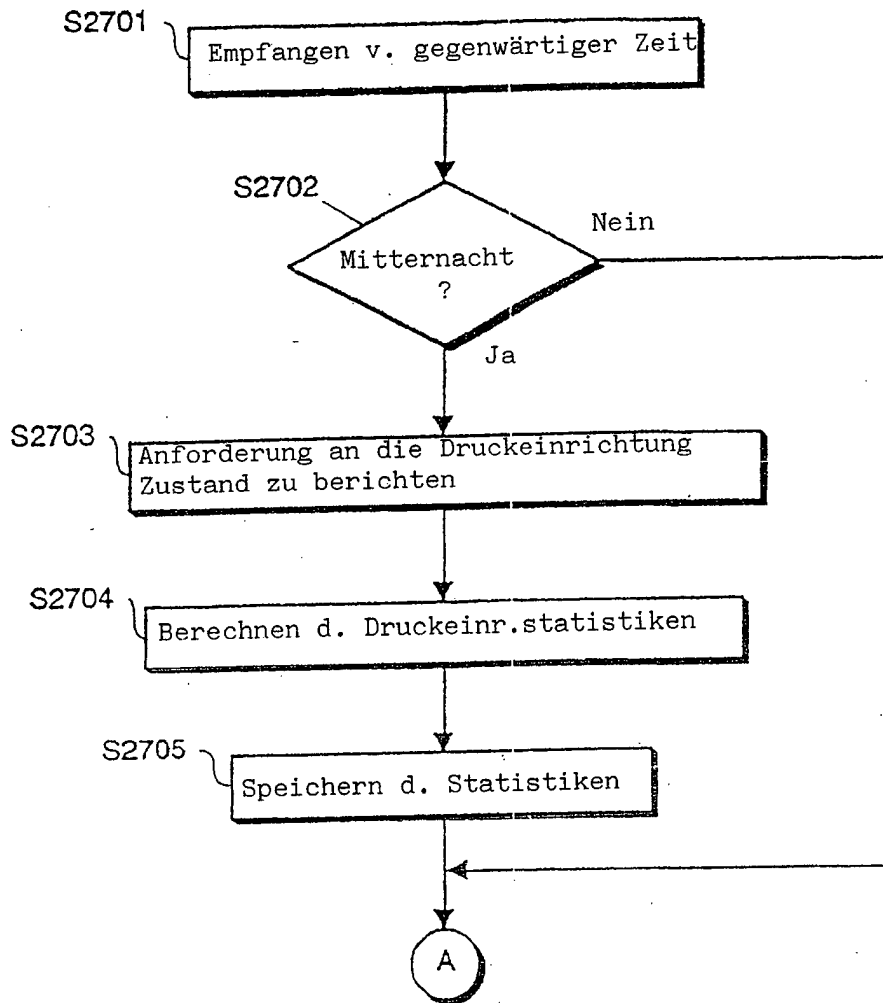 S2701
Empfangen v. gegenwärtiger Zeit
S2702
Nein
Mitternacht
?
Ja
S2703
Anforderung an die Druckeinrichtung
Zustand zu berichten
S2704
Berechnen d. Druckeinr.statistiken
S2705
Speichern d. Statistiken
A